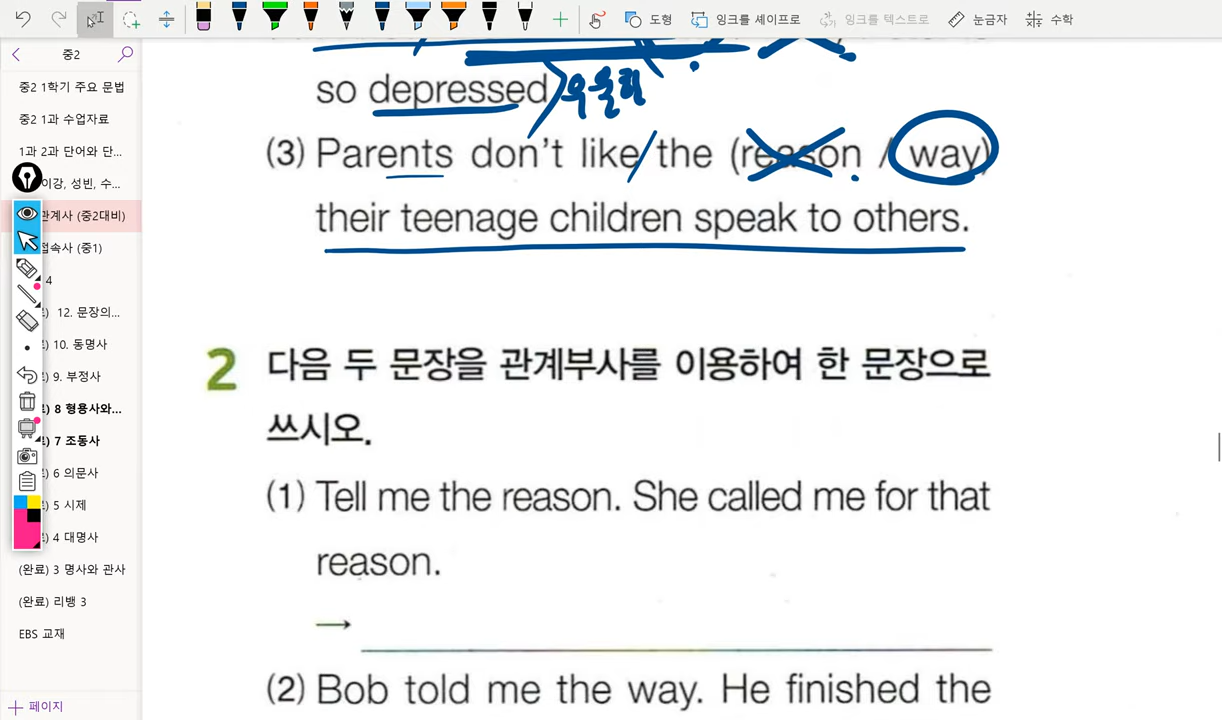 도형
잉크를 셰이프로
잉크를 텍스트로
눈금자
수학
중2
중2 1학기 주요 문법
중2 1과 수업자료
1과 2과 단어와 단...
이강, 성빈, 수...
관계사 (중2대비)
접속사 (중1)
4
12. 문장의...
10. 동명사
9. 부정사
8 형용사와...
7 조동사
6 의문사
5 시제
4 대명사
(완료) 3 명사와 관사
(완료) 리뱅 3
EBS 교재
페이지
so depressed 우울한
(3) Parents don't like / the (reason / way)
their teenage children speak to others.
2 다음 두 문장을 관계부사를 이용하여 한 문장으로
쓰시오.
(1) Tell me the reason. She called me for that
reason.
→
(2) Bob told me the way. He finished the